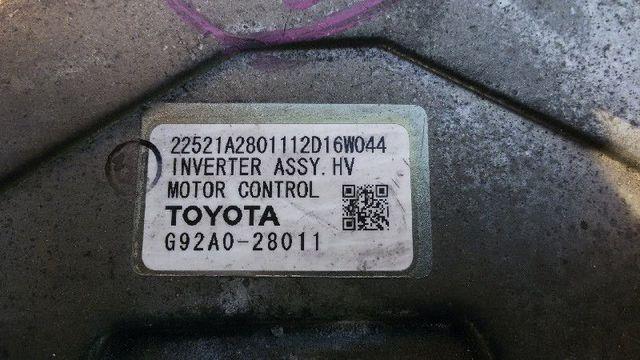 22521A2801112D16W044
INVERTER ASSY. HV
MOTOR CONTROL
TOYOTA
G92A0-28011